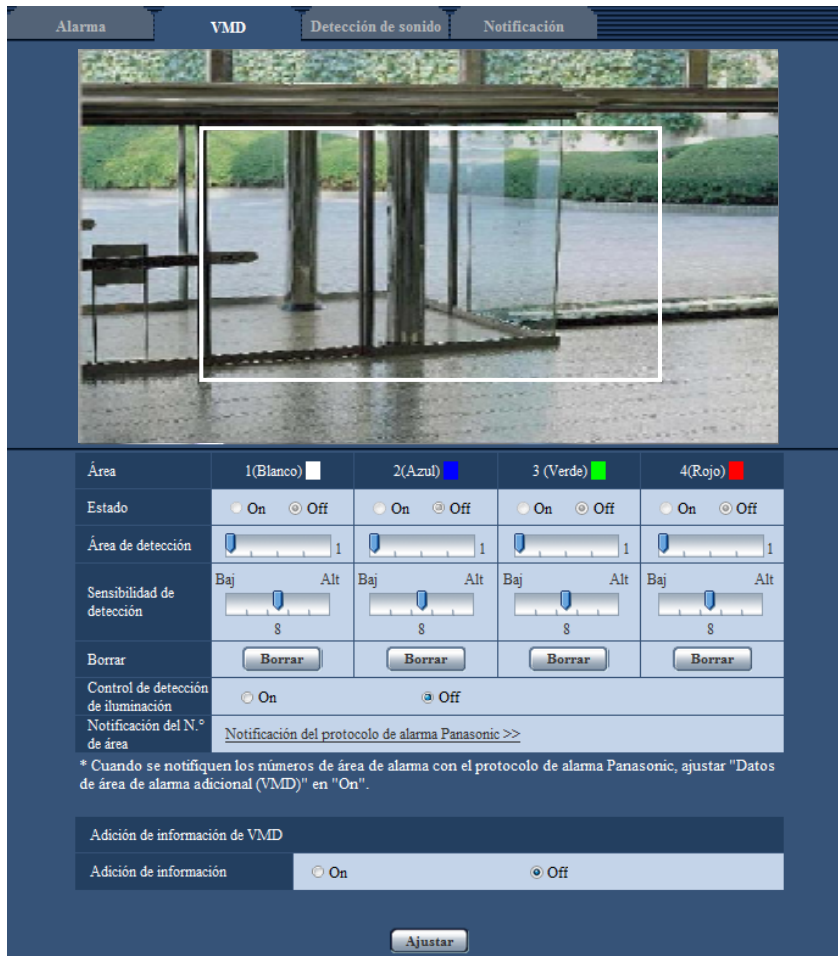 Alarma VMD Detección de sonido Notificación
Área 1(Blanco) 2(Azul) 3 (Verde) 4(Rojo)
Estado On Off On Off On Off On Off
Área de detección 1 1 1 1
Sensibilidad de detección Baj Alt Baj Alt Baj Alt Baj Alt
8 8 8 8
Borrar Borrar Borrar Borrar Borrar
Control de detección
de iluminación On Off
Notificación del N.°
de área Notificación del protocolo de alarma Panasonic >>
* Cuando se notifiquen los números de área de alarma con el protocolo de alarma Panasonic, ajustar "Datos
de área de alarma adicional (VMD)" en "On".
Adición de información de VMD
Adición de información On Off
Ajustar